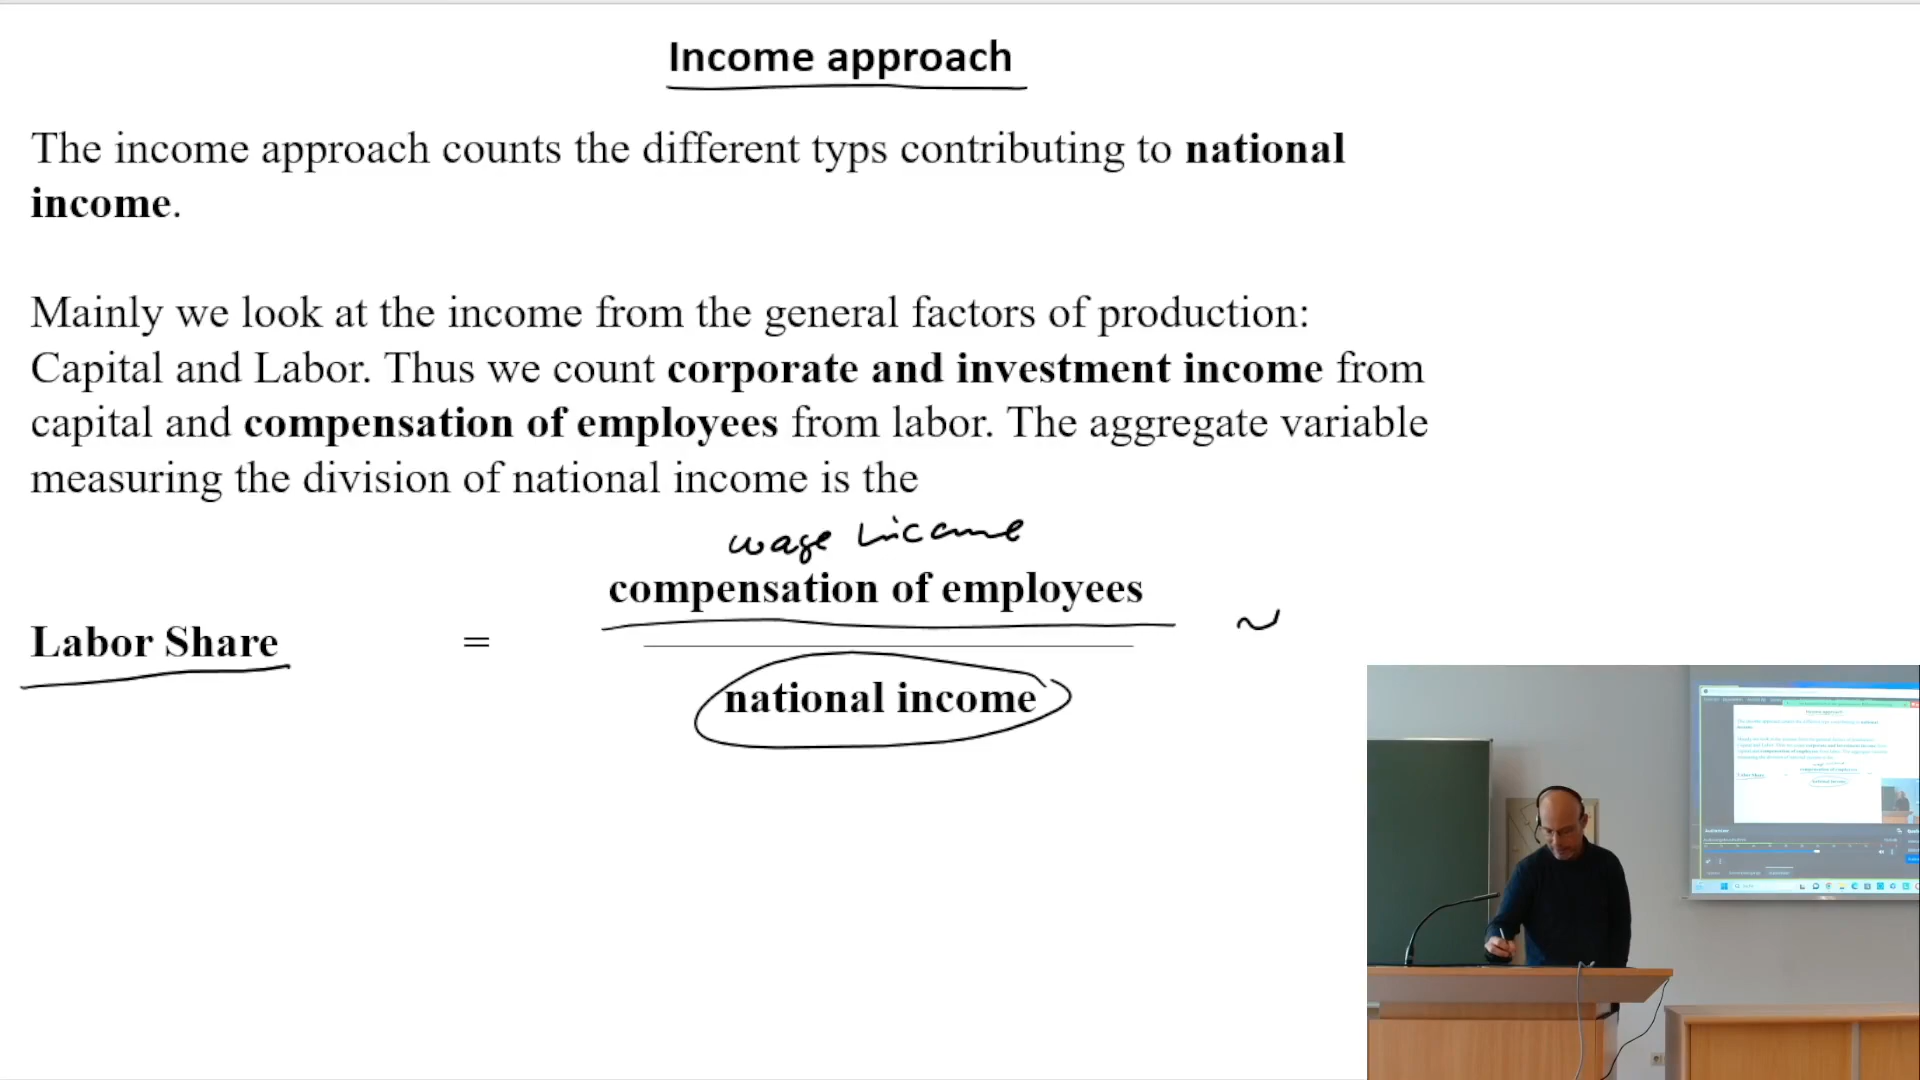 Income approach
The income approach counts the different typs contributing to national
income.
Mainly we look at the income from the general factors of production:
Capital and Labor. Thus we count corporate and investment income from
capital and compensation of employees from labor. The aggregate variable
measuring the division of national income is the
wage income
compensation of employees
Labor Share = ~
national income